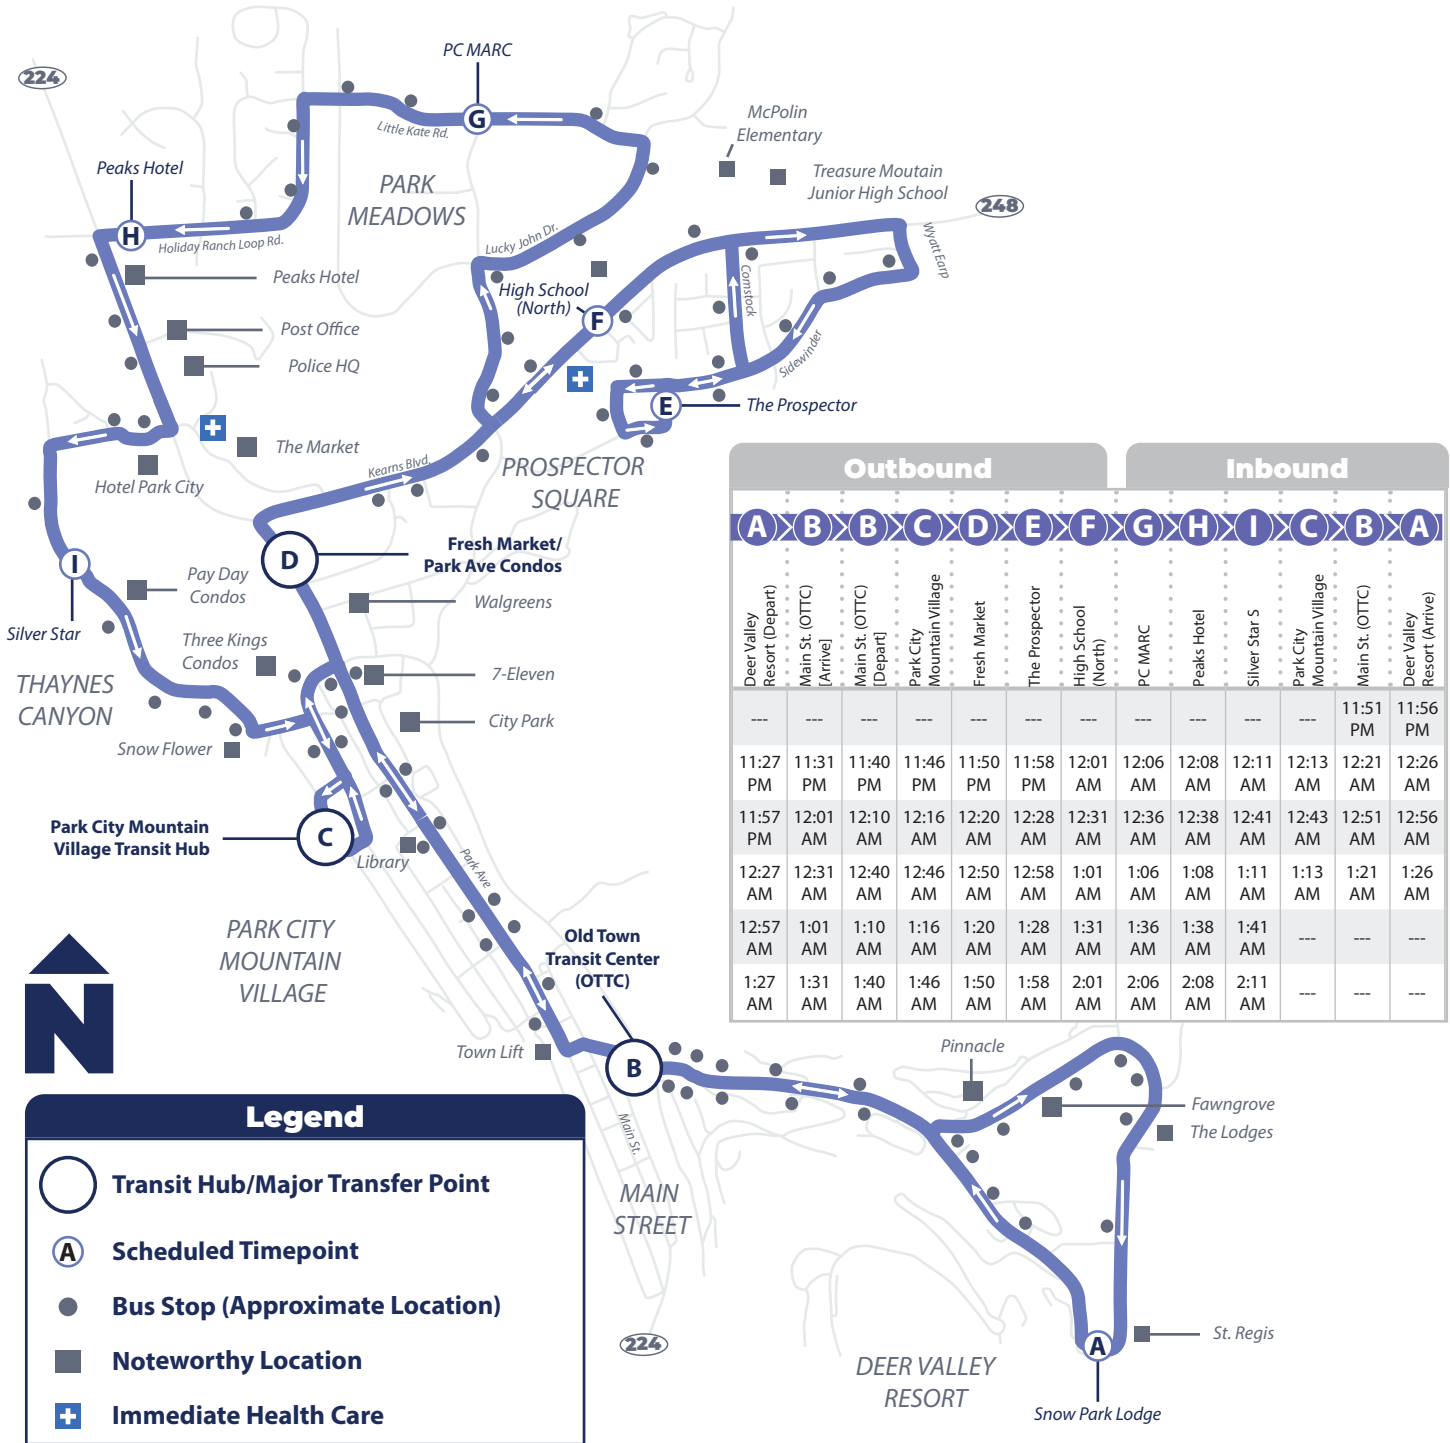 PC MARC
224
G
Little Kate Rd.
McPolin
Elementary
Treasure Moutain
Junior High School
248
Peaks Hotel
PARK
MEADOWS
H
Holiday Ranch Loop Rd.
Lucky John Dr.
Wyatt Earp
Comstock
Sidewinder
Peaks Hotel
High School
(North)
F
Post Office
Police HQ
E
The Prospector
The Market
Kearns Blvd.
PROSPECTOR
SQUARE
Hotel Park City
D
Fresh Market/
Park Ave Condos
I
Pay Day
Condos
Walgreens
Silver Star
Three Kings
Condos
7-Eleven
THAYNES
CANYON
City Park
Snow Flower
Park City Mountain
Village Transit Hub
C
Library
Park Ave
PARK CITY
MOUNTAIN
VILLAGE
Old Town
Transit Center
(OTTC)
Town Lift
B
Main St.
MAIN
STREET
224
Pinnacle
Fawngrove
The Lodges
St. Regis
A
DEER VALLEY
RESORT
Snow Park Lodge
N
Outbound Inbound
A B B C D E F G H I C B A
Deer Valley
Resort (Depart)
Main St. (OTTC)
[Arrive]
Main St. (OTTC)
[Depart]
Park City
Mountain Village
Fresh Market
The Prospector
High School
(North)
PC MARC
Peaks Hotel
Silver Star S
Park City
Mountain Village
Main St. (OTTC)
Deer Valley
Resort (Arrive)
--- --- --- --- --- --- --- --- --- --- --- 11:51 PM 11:56 PM
11:27 PM 11:31 PM 11:40 PM 11:46 PM 11:50 PM 11:58 PM 12:01 AM 12:06 AM 12:08 AM 12:11 AM 12:13 AM 12:21 AM 12:26 AM
11:57 PM 12:01 AM 12:10 AM 12:16 AM 12:20 AM 12:28 AM 12:31 AM 12:36 AM 12:38 AM 12:41 AM 12:43 AM 12:51 AM 12:56 AM
12:27 AM 12:31 AM 12:40 AM 12:46 AM 12:50 AM 12:58 AM 1:01 AM 1:06 AM 1:08 AM 1:11 AM 1:13 AM 1:21 AM 1:26 AM
12:57 AM 1:01 AM 1:10 AM 1:16 AM 1:20 AM 1:28 AM 1:31 AM 1:36 AM 1:38 AM 1:41 AM --- --- ---
1:27 AM 1:31 AM 1:40 AM 1:46 AM 1:50 AM 1:58 AM 2:01 AM 2:06 AM 2:08 AM 2:11 AM --- --- ---
Legend
Transit Hub/Major Transfer Point
A Scheduled Timepoint
Bus Stop (Approximate Location)
Noteworthy Location
Immediate Health Care